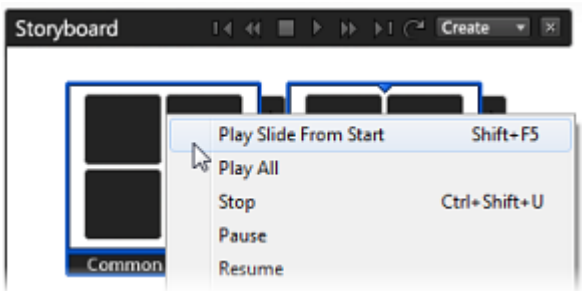 Storyboard
Create
Play Slide From Start Shift+F5
Play All
Stop Ctrl+Shift+U
Pause
Resume
Common